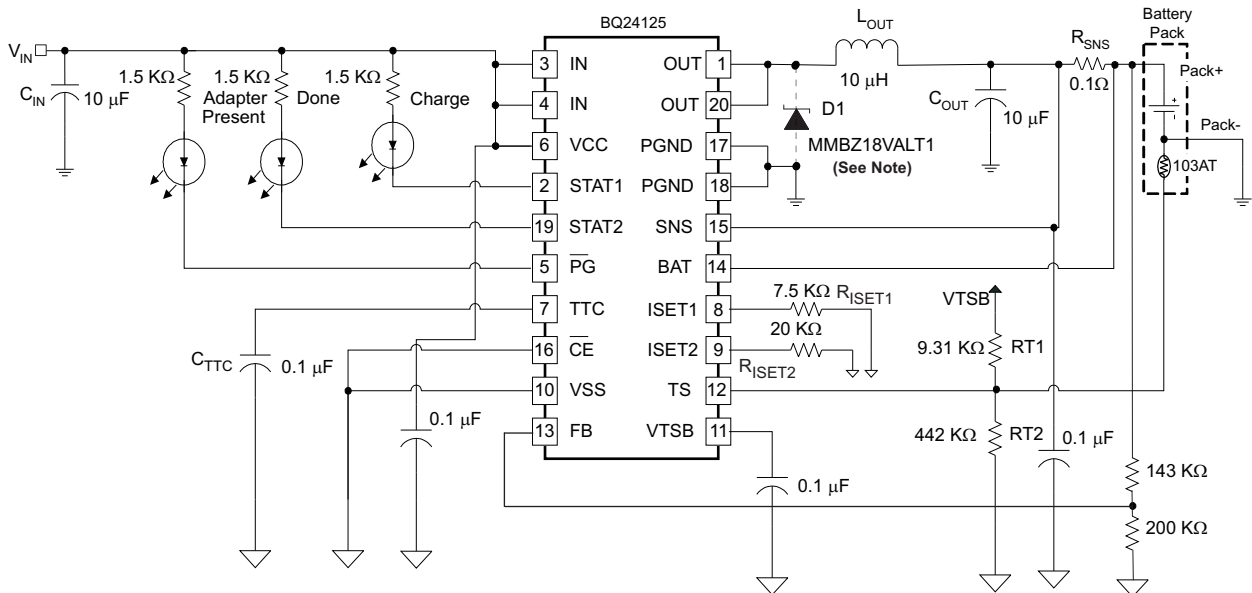 BQ24125
V_IN
C_IN
10 μF
1.5 KΩ
Adapter
Present
1.5 KΩ
Done
1.5 KΩ
Charge
3 IN
4 IN
6 VCC
2 STAT1
19 STAT2
5 P̅G̅
7 TTC
16 C̅E̅
10 VSS
13 FB
OUT 1
OUT 20
PGND 17
PGND 18
SNS 15
BAT 14
ISET1 8
ISET2 9
TS 12
VTSB 11
C_TTC
0.1 μF
0.1 μF
L_OUT
10 μH
D1
MMBZ18VALT1
(See Note)
C_OUT
10 μF
R_SNS
0.1Ω
Battery
Pack
Pack+
+
Pack-
103AT
7.5 KΩ
R_ISET1
20 KΩ
R_ISET2
VTSB
9.31 KΩ
RT1
442 KΩ
RT2
0.1 μF
0.1 μF
143 KΩ
200 KΩ